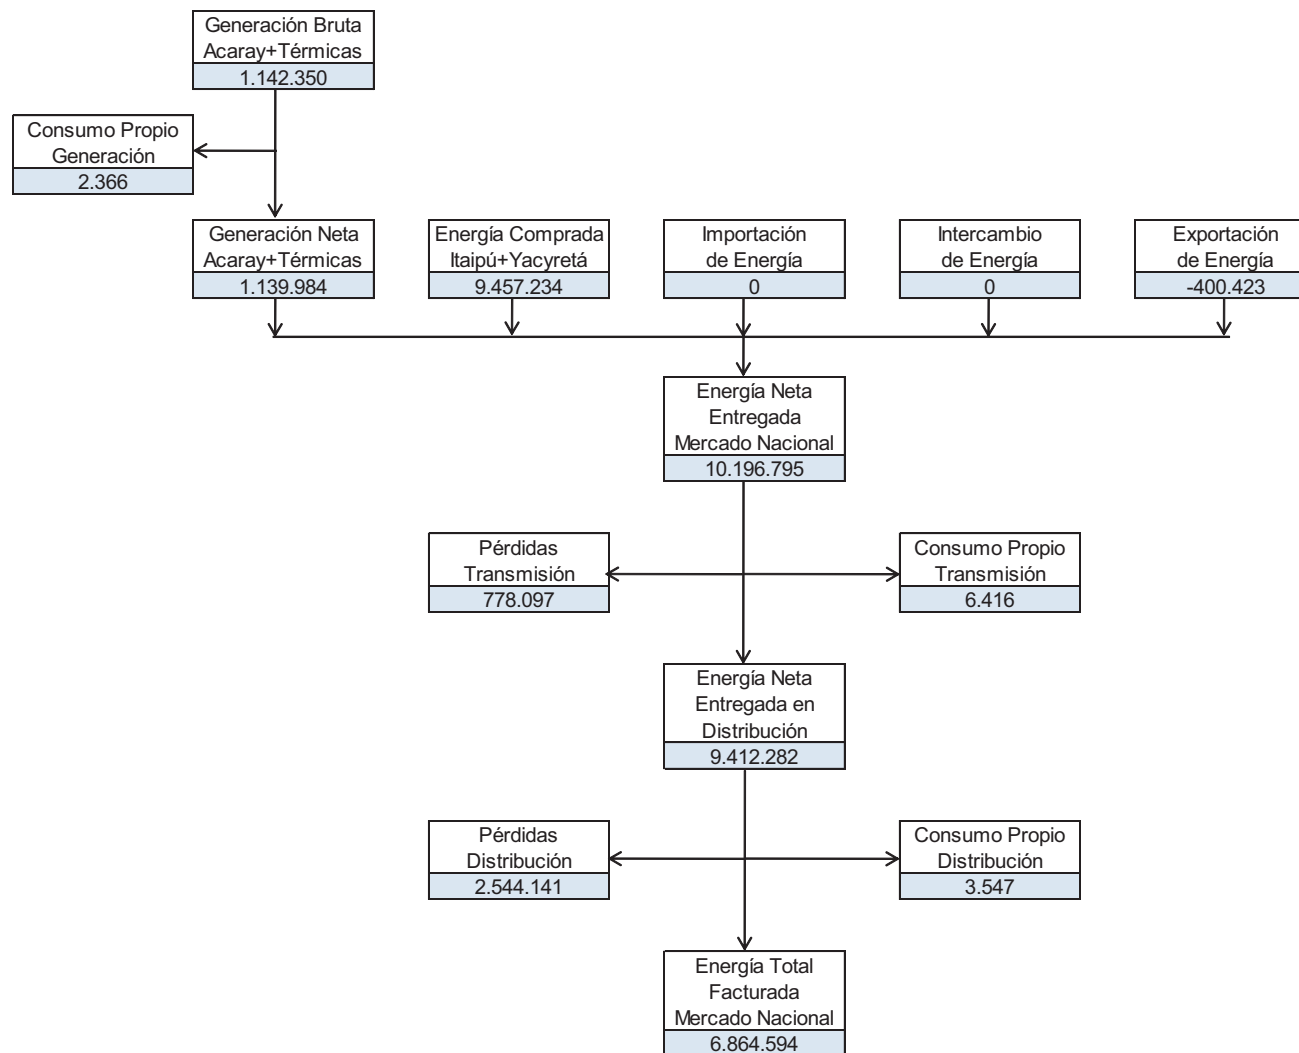 Generación Bruta
Acaray+Térmicas
1.142.350
Consumo Propio
Generación
2.366
Generación Neta
Acaray+Térmicas
1.139.984
Energía Comprada
Itaipú+Yacyretá
9.457.234
Importación
de Energía
0
Intercambio
de Energía
0
Exportación
de Energía
-400.423
Energía Neta
Entregada
Mercado Nacional
10.196.795
Pérdidas
Transmisión
778.097
Consumo Propio
Transmisión
6.416
Energía Neta
Entregada en
Distribución
9.412.282
Pérdidas
Distribución
2.544.141
Consumo Propio
Distribución
3.547
Energía Total
Facturada
Mercado Nacional
6.864.594